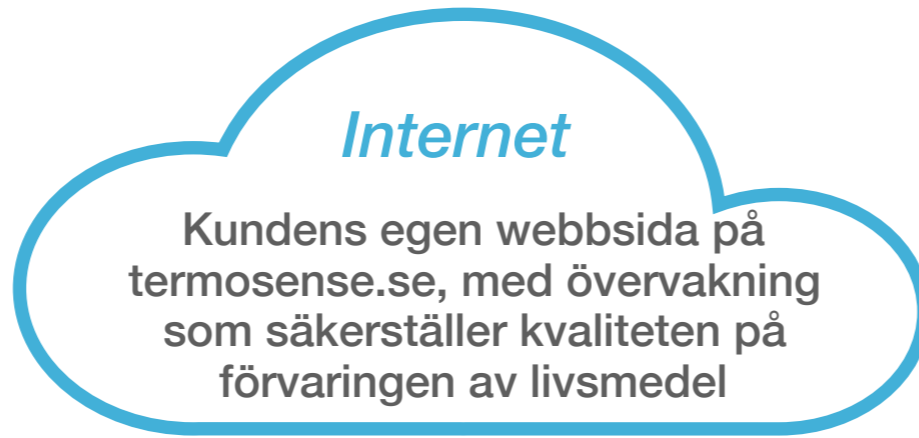 Internet
Kundens egen webbsida på
termosense.se, med övervakning
som säkerställer kvaliteten på
förvaringen av livsmedel